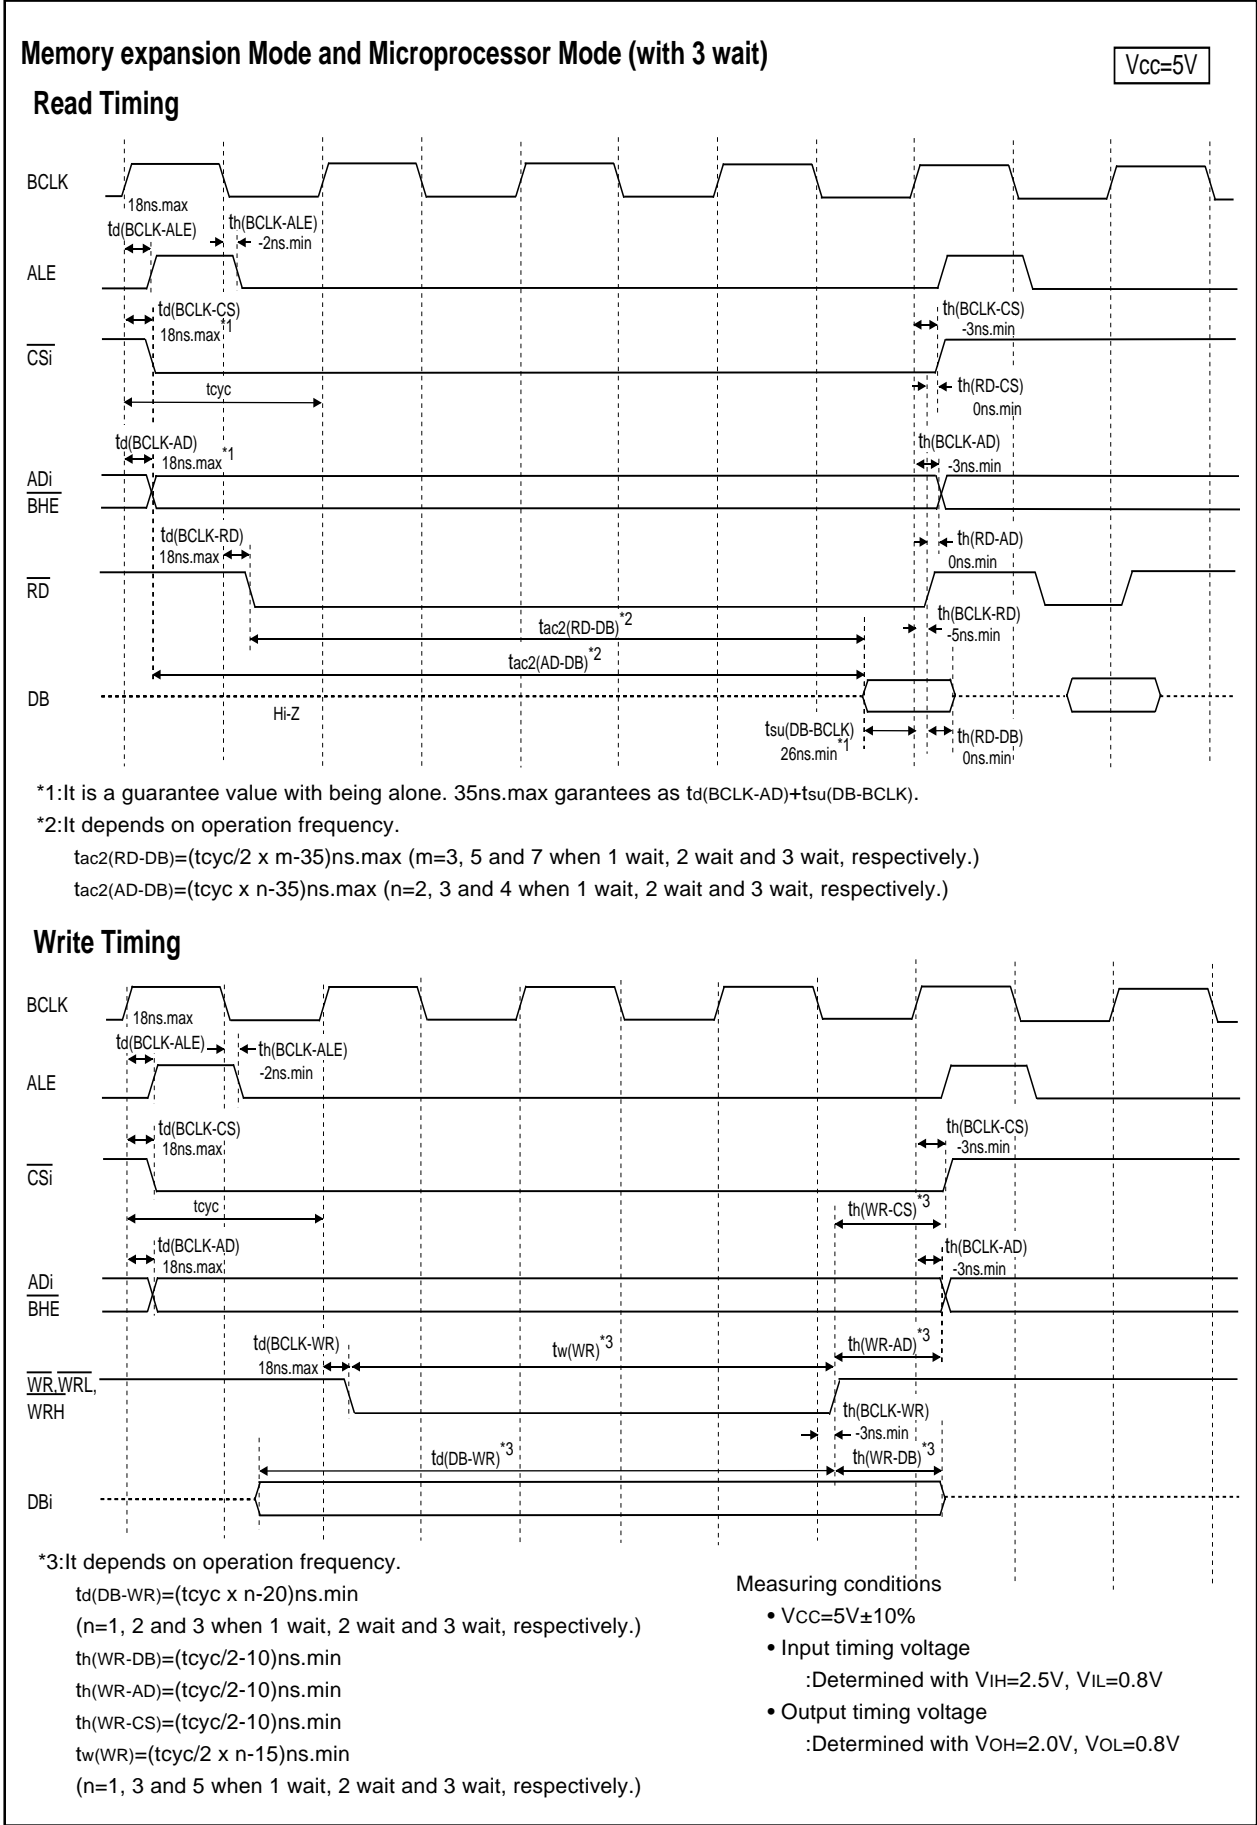 Memory expansion Mode and Microprocessor Mode (with 3 wait)
Vcc=5V
Read Timing
BCLK
18ns.max
td(BCLK-ALE)
th(BCLK-ALE)
-2ns.min
ALE
td(BCLK-CS)
18ns.max*1
th(BCLK-CS)
-3ns.min
CSi
tcyc
th(RD-CS)
0ns.min
td(BCLK-AD)
18ns.max*1
th(BCLK-AD)
-3ns.min
ADi
BHE
td(BCLK-RD)
18ns.max
th(RD-AD)
0ns.min
RD
th(BCLK-RD)
-5ns.min
tac2(RD-DB)*2
tac2(AD-DB)*2
DB
Hi-Z
tsu(DB-BCLK)
26ns.min*1
th(RD-DB)
0ns.min
*1:It is a guarantee value with being alone. 35ns.max garantees as td(BCLK-AD)+tsu(DB-BCLK).
*2:It depends on operation frequency.
tac2(RD-DB)=(tcyc/2 x m-35)ns.max (m=3, 5 and 7 when 1 wait, 2 wait and 3 wait, respectively.)
tac2(AD-DB)=(tcyc x n-35)ns.max (n=2, 3 and 4 when 1 wait, 2 wait and 3 wait, respectively.)
Write Timing
BCLK
18ns.max
td(BCLK-ALE)
th(BCLK-ALE)
-2ns.min
ALE
td(BCLK-CS)
18ns.max
th(BCLK-CS)
-3ns.min
CSi
tcyc
th(WR-CS)*3
td(BCLK-AD)
18ns.max
th(BCLK-AD)
-3ns.min
ADi
BHE
td(BCLK-WR)
18ns.max
tw(WR)*3
th(WR-AD)*3
WR,WRL,
WRH
th(BCLK-WR)
-3ns.min
td(DB-WR)*3
th(WR-DB)*3
DBi
*3:It depends on operation frequency.
td(DB-WR)=(tcyc x n-20)ns.min
(n=1, 2 and 3 when 1 wait, 2 wait and 3 wait, respectively.)
th(WR-DB)=(tcyc/2-10)ns.min
th(WR-AD)=(tcyc/2-10)ns.min
th(WR-CS)=(tcyc/2-10)ns.min
tw(WR)=(tcyc/2 x n-15)ns.min
(n=1, 3 and 5 when 1 wait, 2 wait and 3 wait, respectively.)
Measuring conditions
• VCC=5V±10%
• Input timing voltage
:Determined with VIH=2.5V, VIL=0.8V
• Output timing voltage
:Determined with VOH=2.0V, VOL=0.8V